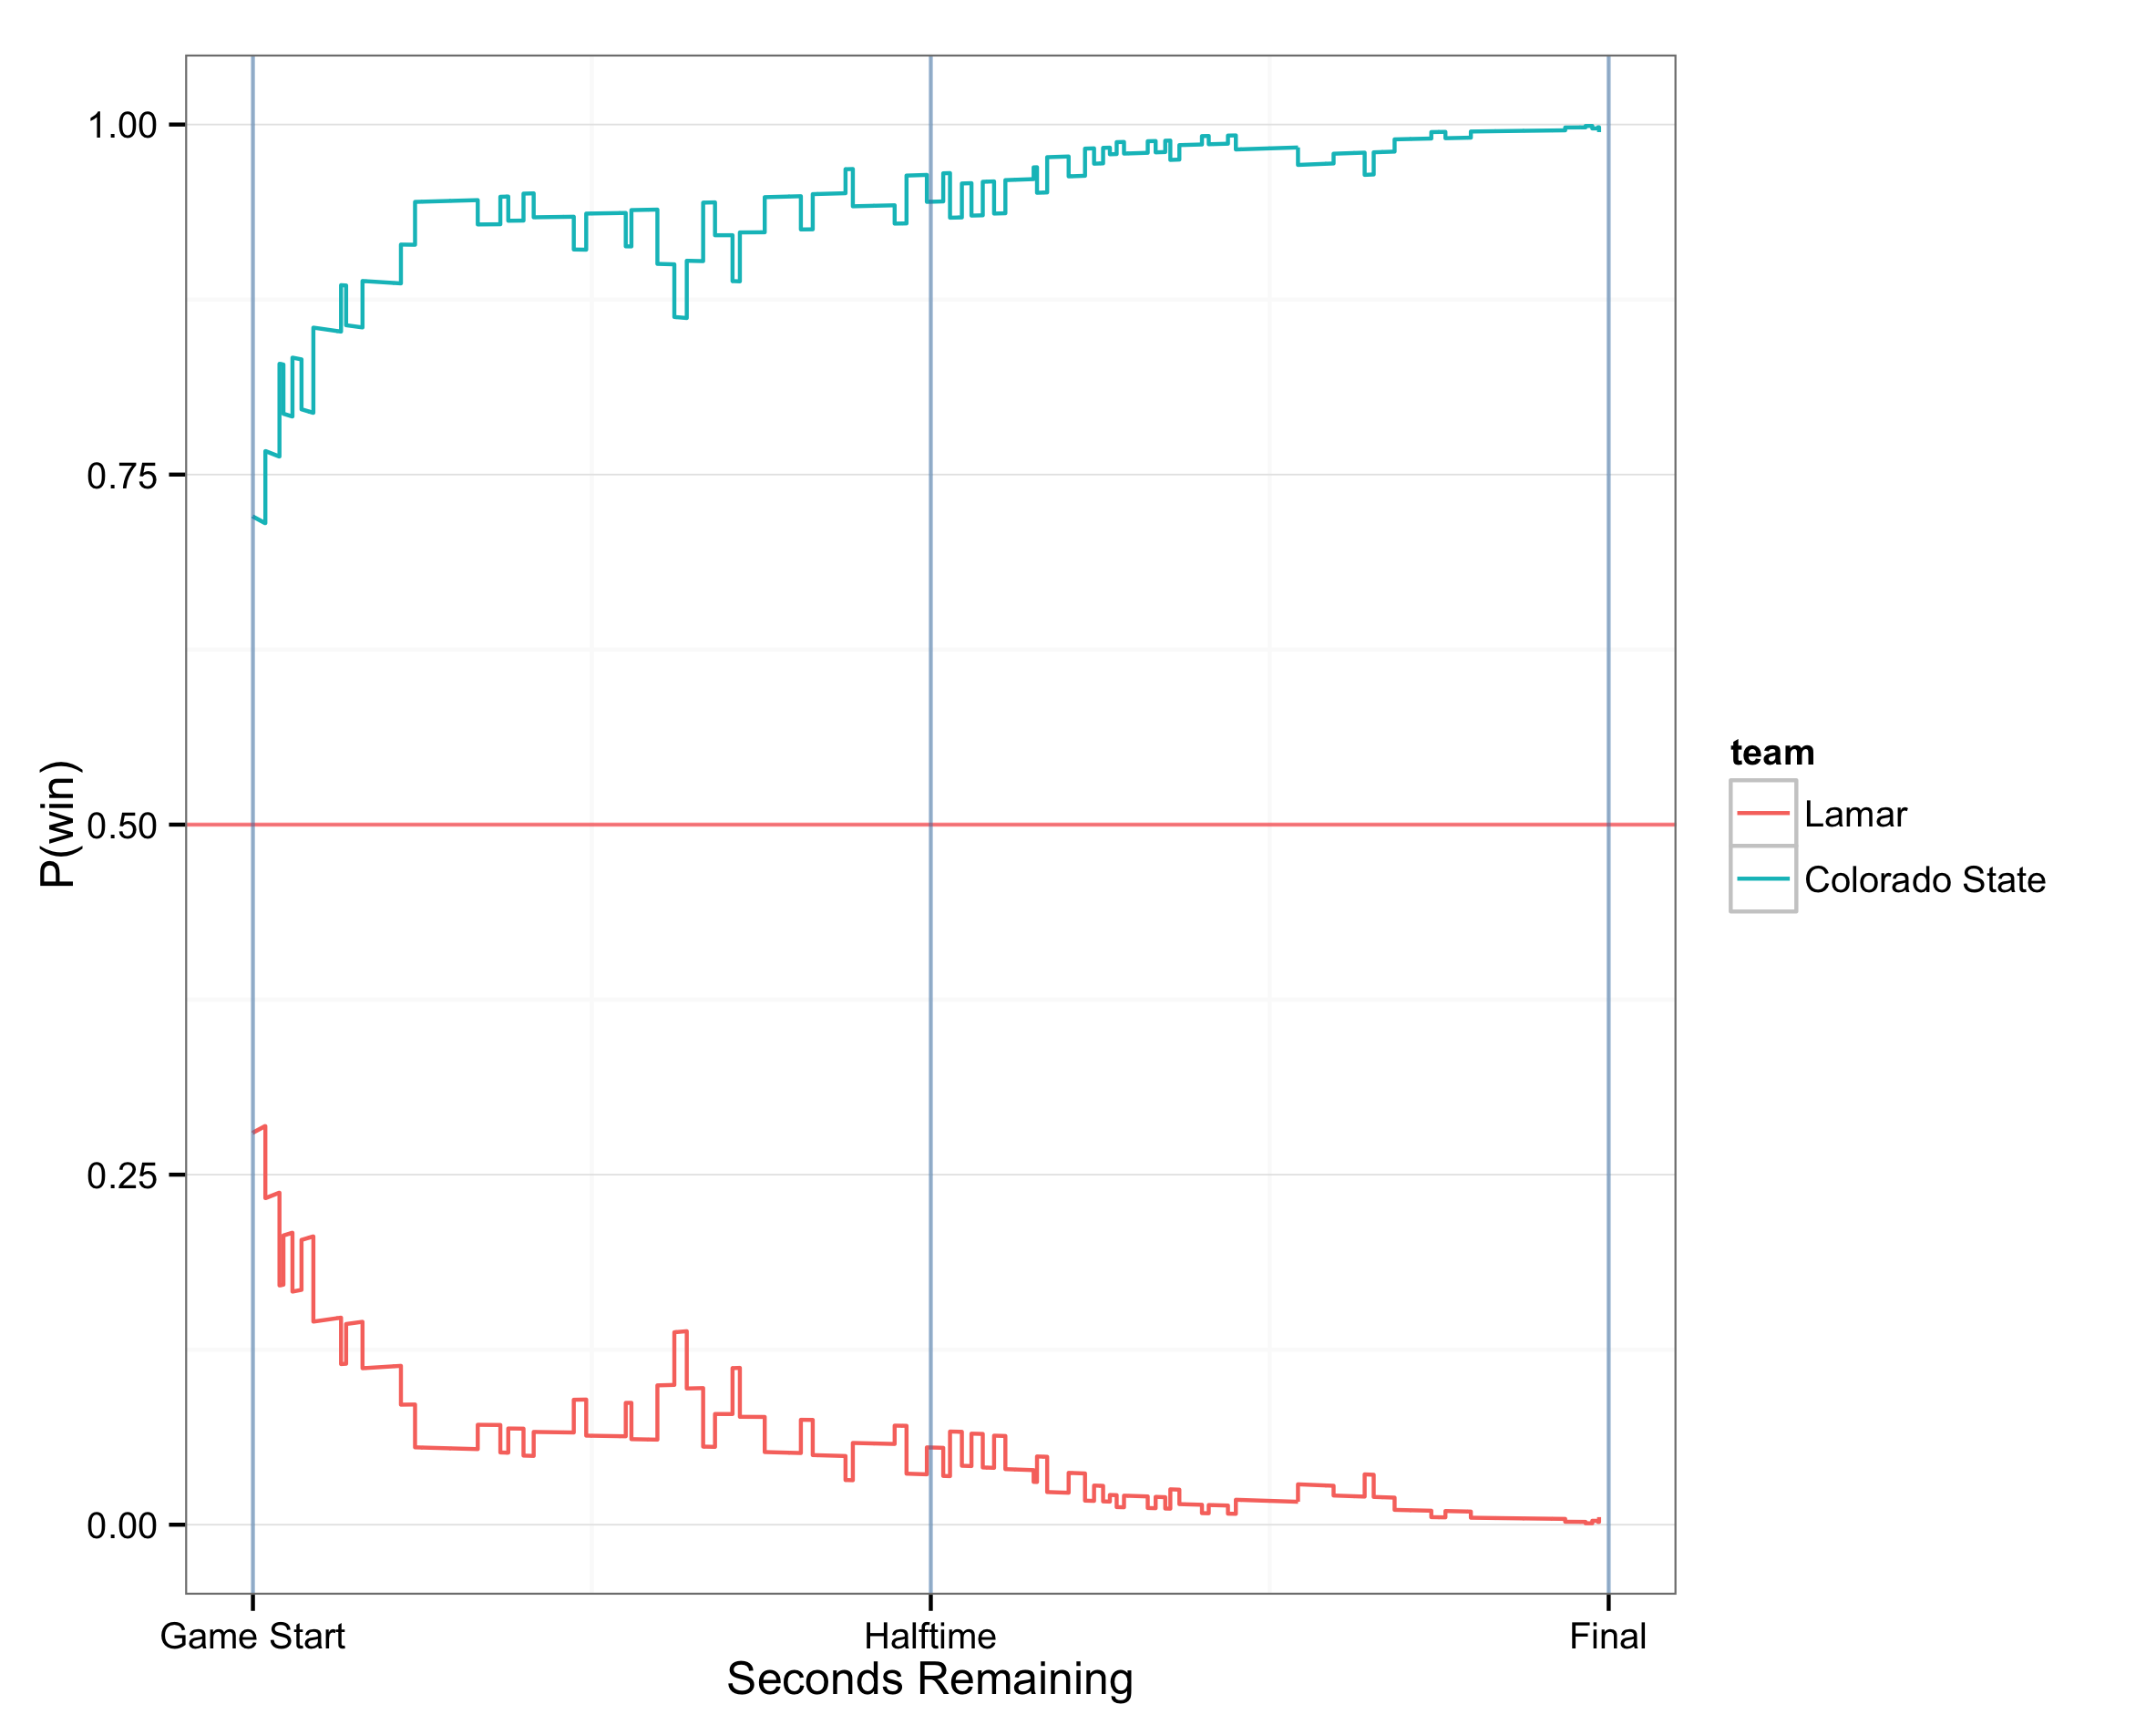 1.00
0.75
0.50
0.25
0.00
P(win)
Game Start
Halftime
Final
Seconds Remaining
team
Lamar
Colorado State